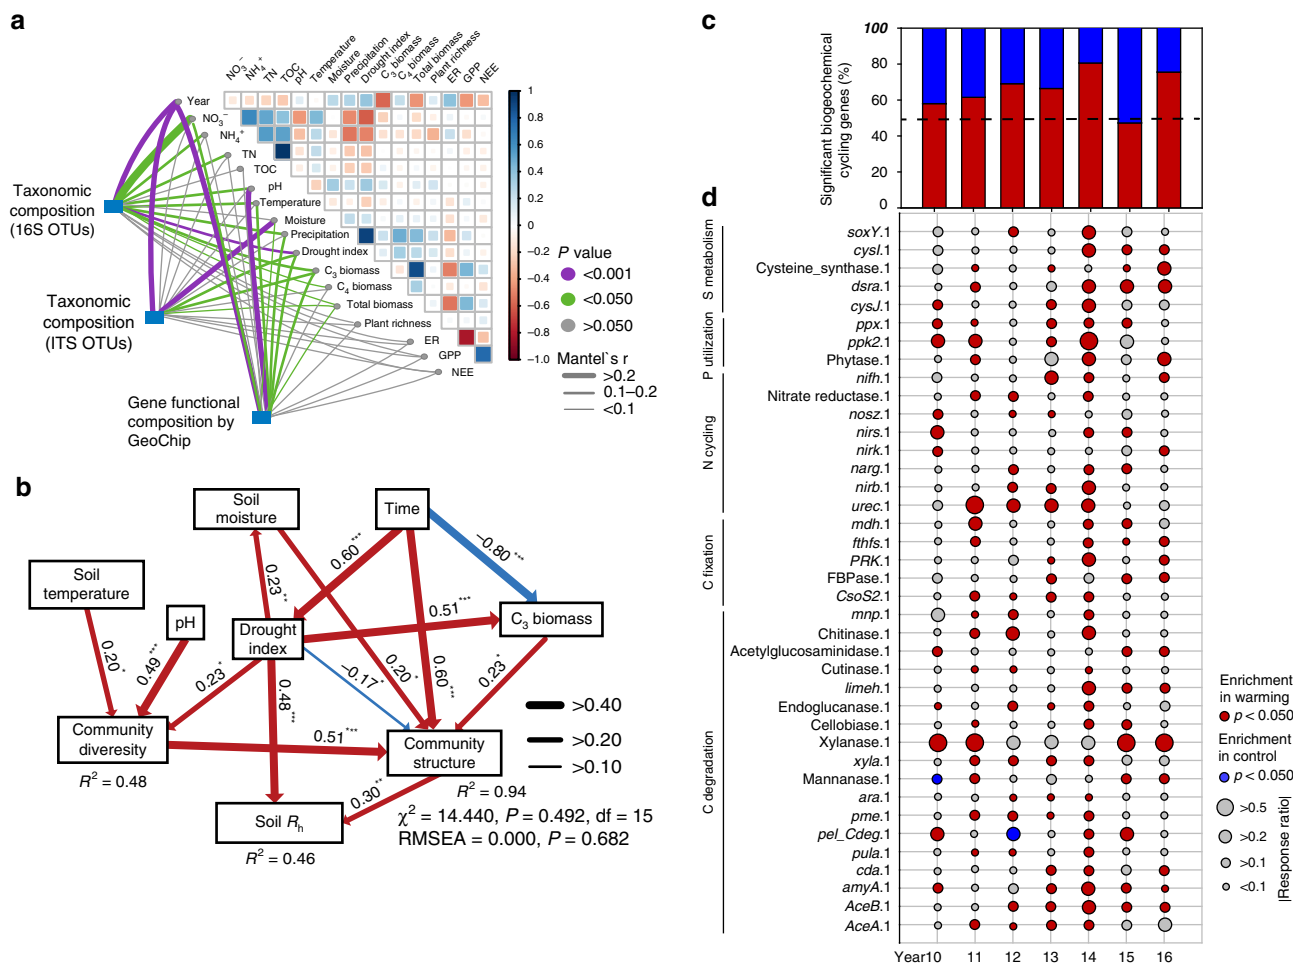 a
NO₃⁻
NH₄⁺
TN
TOC
pH
Temperature
Moisture
Precipitation
Drought index
C₃ biomass
C₄ biomass
Total biomass
Plant richness
ER
GPP
NEE
Year
NO₃⁻
NH₄⁺
TN
TOC
pH
Temperature
Moisture
Precipitation
Drought index
C₃ biomass
C₄ biomass
Total biomass
Plant richness
ER
GPP
NEE
Taxonomic
composition
(16S OTUs)
Taxonomic
composition
(ITS OTUs)
Gene functional
composition by
GeoChip
1
0.8
0.6
0.4
0.2
0
−0.2
−0.4
−0.6
−0.8
−1.0
P value
<0.001
<0.050
>0.050
Mantel`s r
>0.2
0.1–0.2
<0.1
b
Soil
moisture
Time
Soil
temperature
pH
Drought
index
C₃ biomass
Community
diveresity
Community
structure
Soil Rₕ
0.60***
−0.80***
0.23**
0.51***
0.20*
0.49***
0.23*
0.48***
−0.17*
0.20*
0.60***
0.23*
0.51***
0.30**
R² = 0.48
R² = 0.94
R² = 0.46
>0.40
>0.20
>0.10
χ² = 14.440, P = 0.492, df = 15
RMSEA = 0.000, P = 0.682
c
Significant biogeochemical
cycling genes (%)
100
80
60
40
20
0
d
S metabolism
soxY.1
cysI.1
Cysteine_synthase.1
dsra.1
cysJ.1
P utilization
ppx.1
ppk2.1
Phytase.1
N cycling
nifh.1
Nitrate reductase.1
nosz.1
nirs.1
nirk.1
narg.1
nirb.1
urec.1
C fixation
mdh.1
fthfs.1
PRK.1
FBPase.1
CsoS2.1
C degradation
mnp.1
Chitinase.1
Acetylglucosaminidase.1
Cutinase.1
limeh.1
Endoglucanase.1
Cellobiase.1
Xylanase.1
xyla.1
Mannanase.1
ara.1
pme.1
pel_Cdeg.1
pula.1
cda.1
amyA.1
AceB.1
AceA.1
Year10 11 12 13 14 15 16
Enrichment
in warming
p < 0.050
Enrichment
in control
p < 0.050
>0.5
>0.2
>0.1
<0.1
|Response ratio|